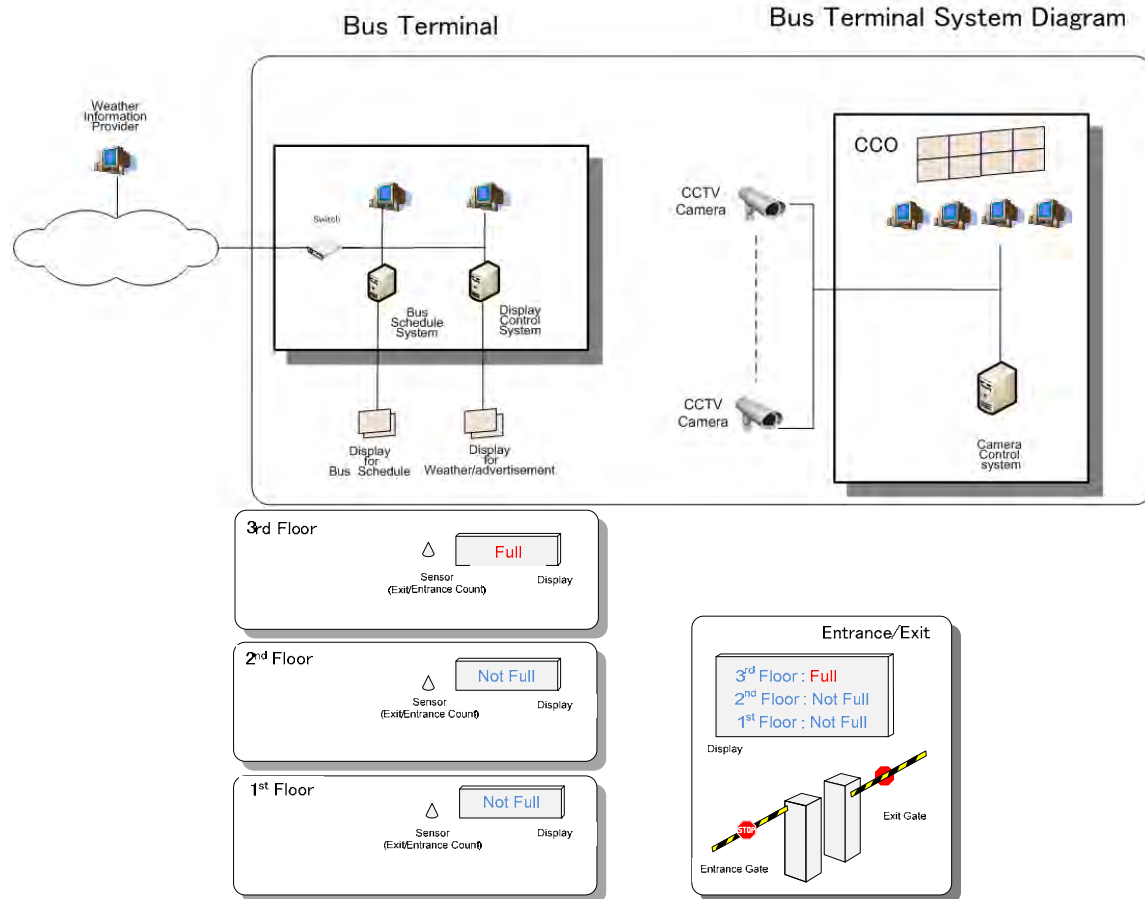 Bus Terminal
Bus Terminal System Diagram
Weather
Information
Provider
Switch
Bus
Schedule
System
Display
Control
System
Display
for
Bus Schedule
Display
for
Weather/advertisement
CCTV
Camera
CCTV
Camera
CCO
Camera
Control
system
3rd Floor
Full
Sensor
(Exit/Entrance Count)
Display
2nd Floor
Not Full
Sensor
(Exit/Entrance Count)
Display
1st Floor
Not Full
Sensor
(Exit/Entrance Count)
Display
Entrance/Exit
3rd Floor : Full
2nd Floor : Not Full
1st Floor : Not Full
Display
Exit Gate
STOP
Entrance Gate